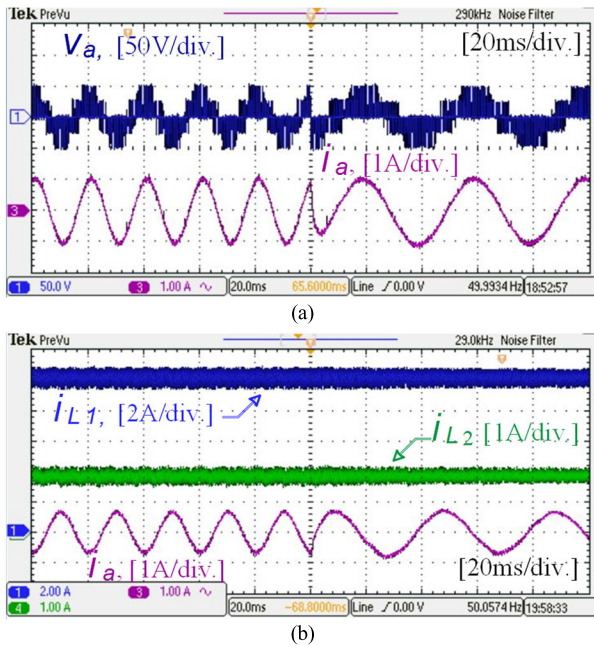 Tek PreVu 290kHz Noise Filter
Va, [50V/div.] [20ms/div.]
1
ia, [1A/div.]
3
1 50.0 V 3 1.00 A 20.0ms 65.6000ms Line 0.00 V 49.9934 Hz 18:52:57
(a)
Tek PreVu 29.0kHz Noise Filter
iL1, [2A/div.]
iL2 [1A/div.]
1
ia, [1A/div.] [20ms/div.]
1 2.00 A 3 1.00 A
4 1.00 A 20.0ms -68.8000ms Line 0.00 V 50.0574 Hz 19:58:33
(b)